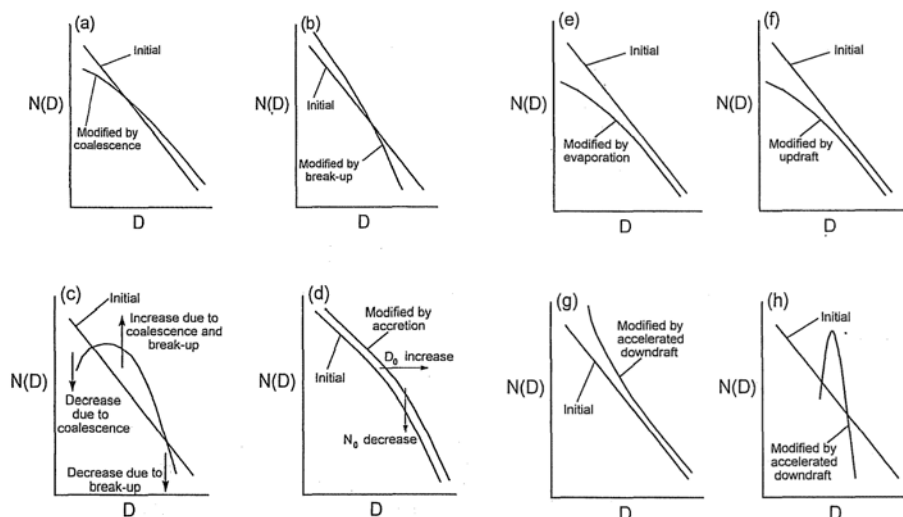 (a)
Initial
N(D)
Modified by
coalescence
D
(b)
N(D)
Initial
Modified by
break-up
D
(e)
Initial
N(D)
Modified by
evaporation
D
(f)
Initial
N(D)
Modified by
updraft
D
(c)
Initial
Increase due to
coalescence and
break-up
N(D)
Decrease
due to
coalescence
Decrease due to
break-up
D
(d)
Modified by
accretion
D₀ increase
N(D)
Initial
N₀ decrease
D
(g)
Modified by
accelerated
downdraft
N(D)
Initial
D
(h)
Initial
N(D)
Modified by
accelerated
downdraft
D